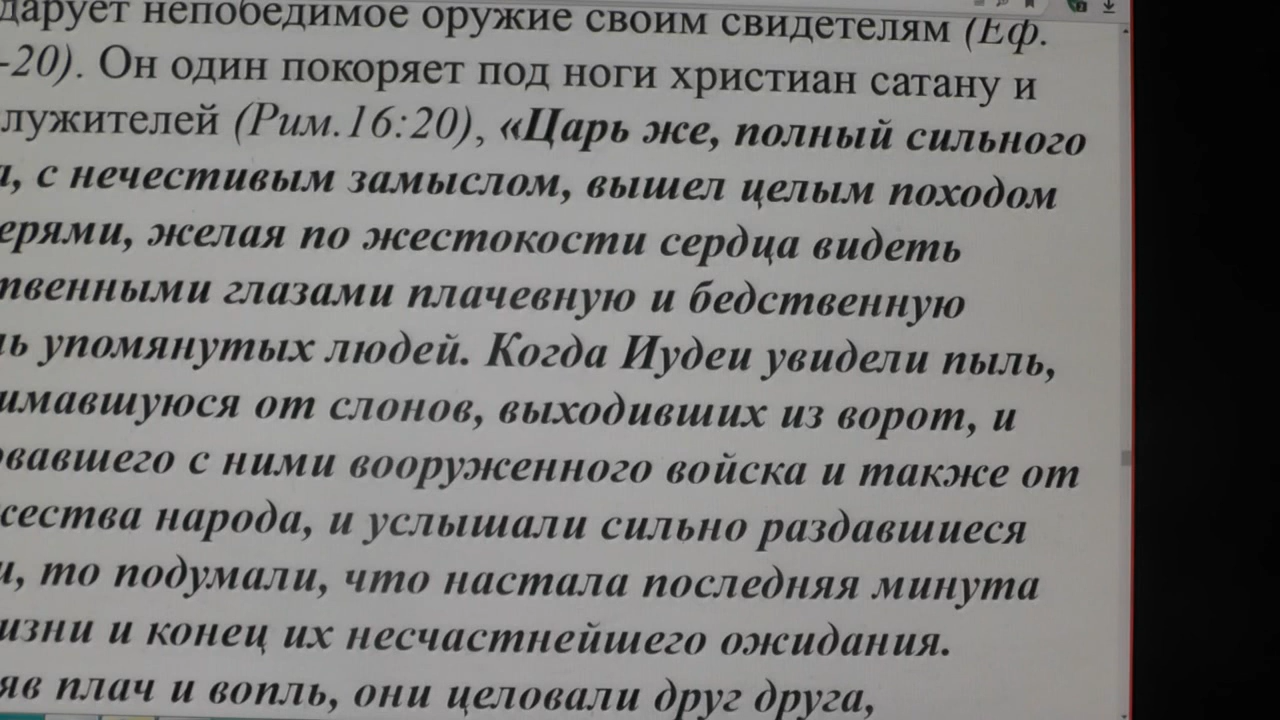 дарует непобедимое оружие своим свидетелям (Еф.
-20). Он один покоряет под ноги христиан сатану и
лужителей (Рим.16:20), «Царь же, полный сильного
а, с нечестивым замыслом, вышел целым походом
ерями, желая по жестокости сердца видеть
твенными глазами плачевную и бедственную
ль упомянутых людей. Когда Иудеи увидели пыль,
имавшуюся от слонов, выходивших из ворот, и
овавшего с ними вооруженного войска и также от
жества народа, и услышали сильно раздавшиеся
и, то подумали, что настала последняя минута
изни и конец их несчастнейшего ожидания.
яв плач и вопль, они целовали друг друга,